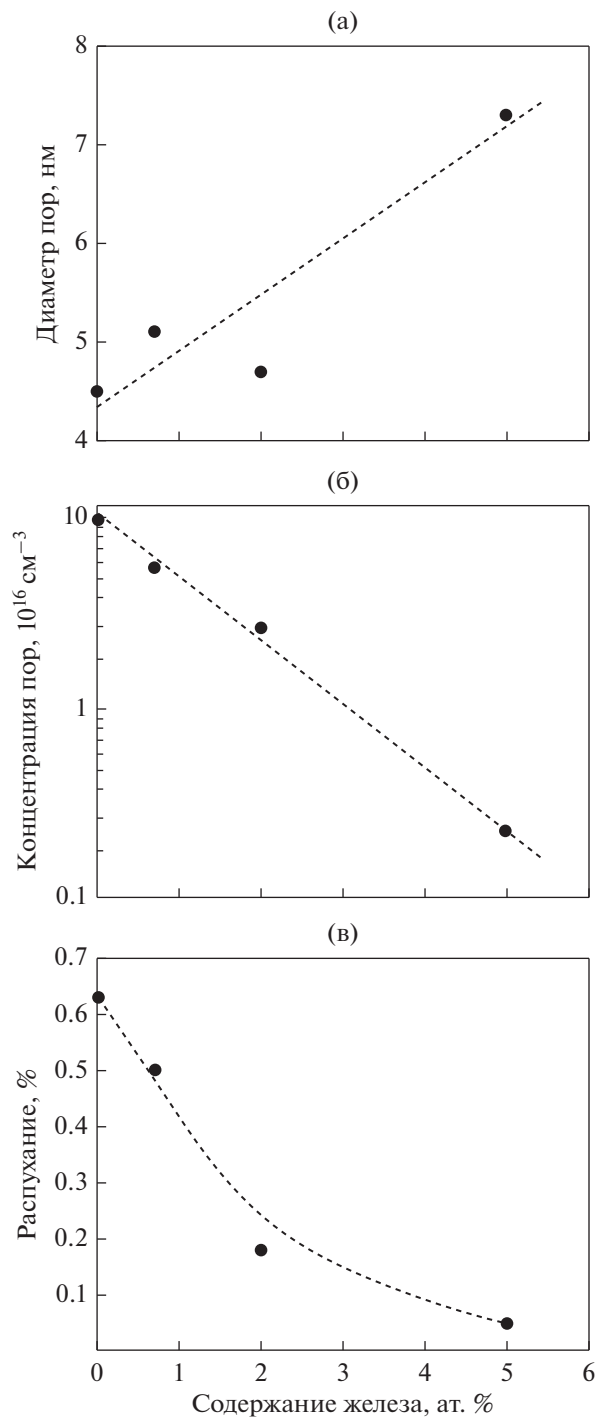 (а)
8
7
6
5
4
Диаметр пор, нм
(б)
10
1
0.1
Концентрация пор, 10¹⁶ см⁻³
(в)
0.7
0.6
0.5
0.4
0.3
0.2
0.1
Распухание, %
0 1 2 3 4 5 6
Содержание железа, ат. %